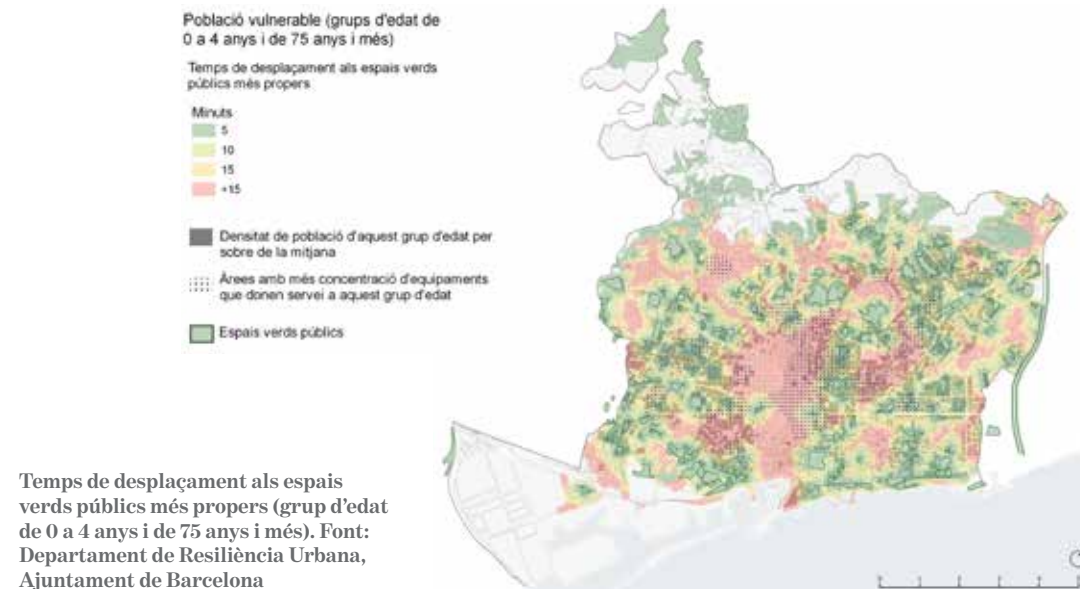 Població vulnerable (grups d'edat de
0 a 4 anys i de 75 anys i més)
Temps de desplaçament als espais verds
públics més propers
Minuts
5
10
15
+15
Densitat de població d'aquest grup d'edat per
sobre de la mitjana
Àrees amb més concentració d'equipaments
que donen servei a aquest grup d'edat
Espais verds públics
Temps de desplaçament als espais
verds públics més propers (grup d'edat
de 0 a 4 anys i de 75 anys i més). Font:
Departament de Resiliència Urbana,
Ajuntament de Barcelona